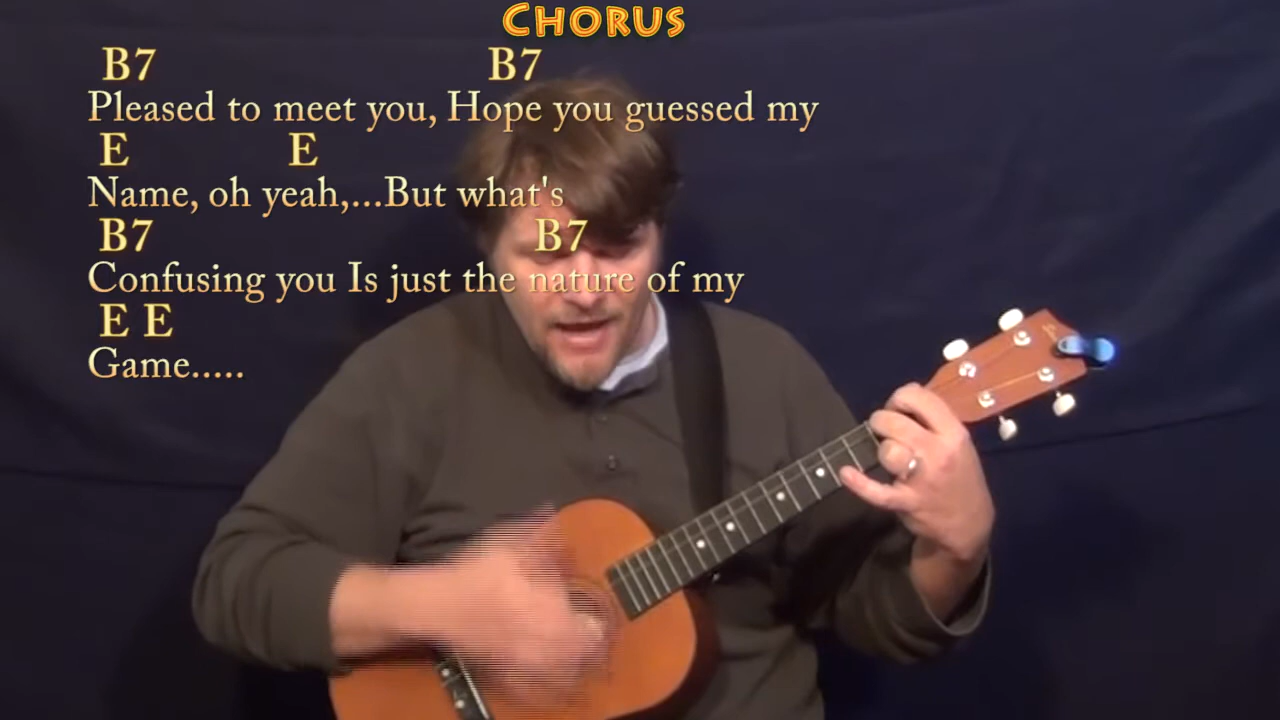 CHORUS
B7 B7
Pleased to meet you, Hope you guessed my
E E
Name, oh yeah,...But what's
B7 B7
Confusing you Is just the nature of my
E E
Game.....